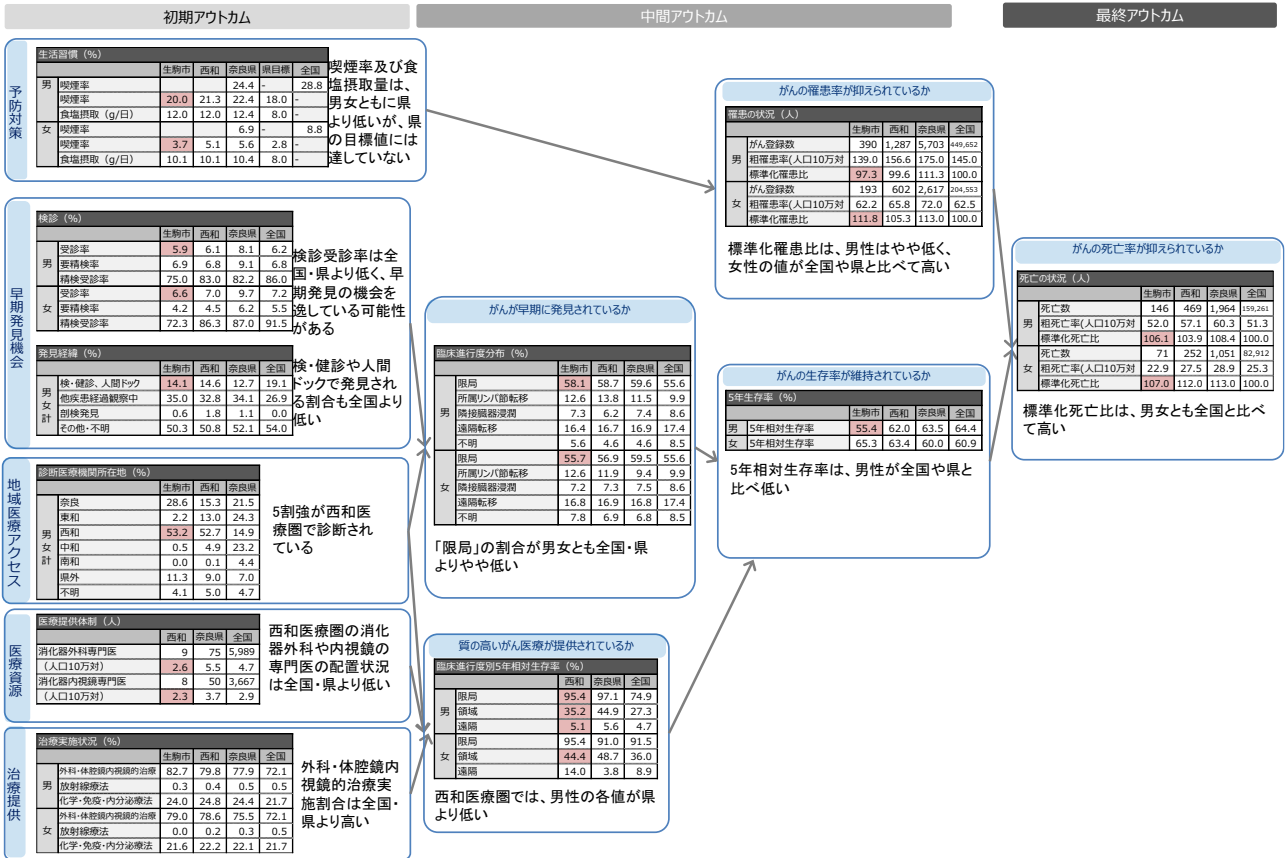 初期アウトカム
中間アウトカム
最終アウトカム
予防対策
生活習慣（%）
生駒市 西和 奈良県 県目標 全国
男 喫煙率 24.4 - 28.8
喫煙率 20.0 21.3 22.4 18.0 -
食塩摂取（g/日） 12.0 12.0 12.4 8.0 -
女 喫煙率 6.9 - 8.8
喫煙率 3.7 5.1 5.6 2.8 -
食塩摂取（g/日） 10.1 10.1 10.4 8.0 -
喫煙率及び食
塩摂取量は、
男女ともに県
より低いが、県
の目標値には
達していない
早期発見機会
検診（%）
生駒市 西和 奈良県 全国
男 受診率 5.9 6.1 8.1 6.2
要精検率 6.9 6.8 9.1 6.8
精検受診率 75.0 83.0 82.2 86.0
女 受診率 6.6 7.0 9.7 7.2
要精検率 4.2 4.5 6.2 5.5
精検受診率 72.3 86.3 87.0 91.5
検診受診率は全
国・県より低く、早
期発見の機会を
逸している可能性
がある
発見経緯（%）
生駒市 西和 奈良県 全国
男女計 検・健診、人間ドック 14.1 14.6 12.7 19.1
他疾患経過観察中 35.0 32.8 34.1 26.9
剖検発見 0.6 1.8 1.1 0.0
その他・不明 50.3 50.8 52.1 54.0
検・健診や人間
ドックで発見され
る割合も全国より
低い
地域医療アクセス
診断医療機関所在地（%）
生駒市 西和 奈良県
男女計 奈良 28.6 15.3 21.5
東和 2.2 13.0 24.3
西和 53.2 52.7 14.9
中和 0.5 4.9 23.2
南和 0.0 0.1 4.4
県外 11.3 9.0 7.0
不明 4.1 5.0 4.7
5割強が西和医
療圏で診断され
ている
医療資源
医療提供体制（人）
西和 奈良県 全国
消化器外科専門医 9 75 5,989
（人口10万対） 2.6 5.5 4.7
消化器内視鏡専門医 8 50 3,667
（人口10万対） 2.3 3.7 2.9
西和医療圏の消化
器外科や内視鏡の
専門医の配置状況
は全国・県より低い
治療提供
治療実施状況（%）
生駒市 西和 奈良県 全国
男 外科・体腔鏡内視鏡的治療 82.7 79.8 77.9 72.1
放射線療法 0.3 0.4 0.5 0.5
化学・免疫・内分泌療法 24.0 24.8 24.4 21.7
女 外科・体腔鏡内視鏡的治療 79.0 78.6 75.5 72.1
放射線療法 0.0 0.2 0.3 0.5
化学・免疫・内分泌療法 21.6 22.2 22.1 21.7
外科・体腔鏡内
視鏡的治療実
施割合は全国・
県より高い
がんが早期に発見されているか
臨床進行度分布（%）
生駒市 西和 奈良県 全国
男 限局 58.1 58.7 59.6 55.6
所属リンパ節転移 12.6 13.8 11.5 9.9
隣接臓器浸潤 7.3 6.2 7.4 8.6
遠隔転移 16.4 16.7 16.9 17.4
不明 5.6 4.6 4.6 8.5
女 限局 55.7 56.9 59.5 55.6
所属リンパ節転移 12.6 11.9 9.4 9.9
隣接臓器浸潤 7.2 7.3 7.5 8.6
遠隔転移 16.8 16.9 16.8 17.4
不明 7.8 6.9 6.8 8.5
「限局」の割合が男女とも全国・県
よりやや低い
質の高いがん医療が提供されているか
臨床進行度別5年相対生存率（%）
西和 奈良県 全国
男 限局 95.4 97.1 74.9
領域 35.2 44.9 27.3
遠隔 5.1 5.6 4.7
女 限局 95.4 91.0 91.5
領域 44.4 48.7 36.0
遠隔 14.0 3.8 8.9
西和医療圏では、男性の各値が県
より低い
がんの罹患率が抑えられているか
罹患の状況（人）
生駒市 西和 奈良県 全国
男 がん登録数 390 1,287 5,703 449,652
粗罹患率(人口10万対 139.0 156.6 175.0 145.0
標準化罹患比 97.3 99.6 111.3 100.0
女 がん登録数 193 602 2,617 204,553
粗罹患率(人口10万対 62.2 65.8 72.0 62.5
標準化罹患比 111.8 105.3 113.0 100.0
標準化罹患比は、男性はやや低く、
女性の値が全国や県と比べて高い
がんの生存率が維持されているか
5年生存率（%）
生駒市 西和 奈良県 全国
男 5年相対生存率 55.4 62.0 63.5 64.4
女 5年相対生存率 65.3 63.4 60.0 60.9
5年相対生存率は、男性が全国や県と
比べ低い
がんの死亡率が抑えられているか
死亡の状況（人）
生駒市 西和 奈良県 全国
男 死亡数 146 469 1,964 159,261
粗死亡率(人口10万対 52.0 57.1 60.3 51.3
標準化死亡比 106.1 103.9 108.4 100.0
女 死亡数 71 252 1,051 82,912
粗死亡率(人口10万対 22.9 27.5 28.9 25.3
標準化死亡比 107.0 112.0 113.0 100.0
標準化死亡比は、男女とも全国と比べ
て高い